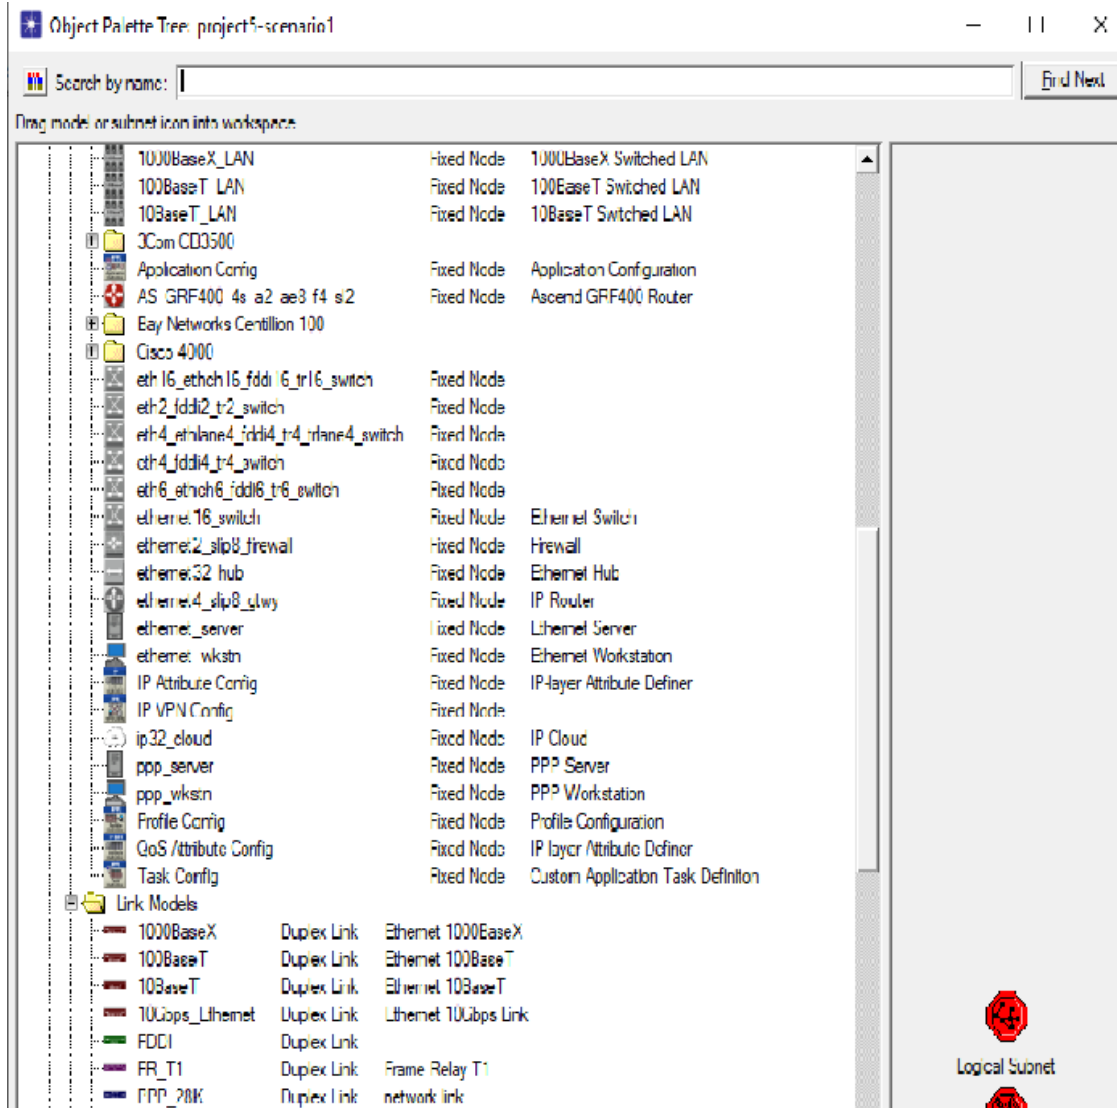 Object Palette Tree: project5-scenario1
Search by name:
Find Next
Drag model or subnet icon into workspace
1000BaseX_LAN Fixed Node 1000BaseX Switched LAN
100BaseT_LAN Fixed Node 100BaseT Switched LAN
10BaseT_LAN Fixed Node 10BaseT Switched LAN
3Com CB3500
Application Config Fixed Node Application Configuration
AS_GRF400_4s_a2_ae8_f4_sl2 Fixed Node Ascend GRF400 Router
Bay Networks Centillion 100
Cisco 4000
eth16_ethch16_fddi16_tr16_switch Fixed Node
eth2_fddi2_tr2_switch Fixed Node
eth4_ethlane4_fddi4_tr4_trlane4_switch Fixed Node
eth4_fddi4_tr4_switch Fixed Node
eth6_ethch6_fddi6_tr6_switch Fixed Node
ethernet16_switch Fixed Node Ethernet Switch
ethernet2_slip8_firewall Fixed Node Firewall
ethernet32_hub Fixed Node Ethernet Hub
ethernet4_slip8_gtwy Fixed Node IP Router
ethernet_server Fixed Node Ethernet Server
ethernet_wkstn Fixed Node Ethernet Workstation
IP Attribute Config Fixed Node IP-layer Attribute Definer
IP VPN Config Fixed Node
ip32_cloud Fixed Node IP Cloud
ppp_server Fixed Node PPP Server
ppp_wkstn Fixed Node PPP Workstation
Profile Config Fixed Node Profile Configuration
QoS Attribute Config Fixed Node IP layer Attribute Definer
Task Config Fixed Node Custom Application Task Definition
Link Models
1000BaseX Duplex Link Ethernet 1000BaseX
100BaseT Duplex Link Ethernet 100BaseT
10BaseT Duplex Link Ethernet 10BaseT
10Gbps_Ethernet Duplex Link Ethernet 10Gbps Link
FDDI Duplex Link
FR_T1 Duplex Link Frame Relay T1
PPP_28K Duplex Link network link
Logical Subnet